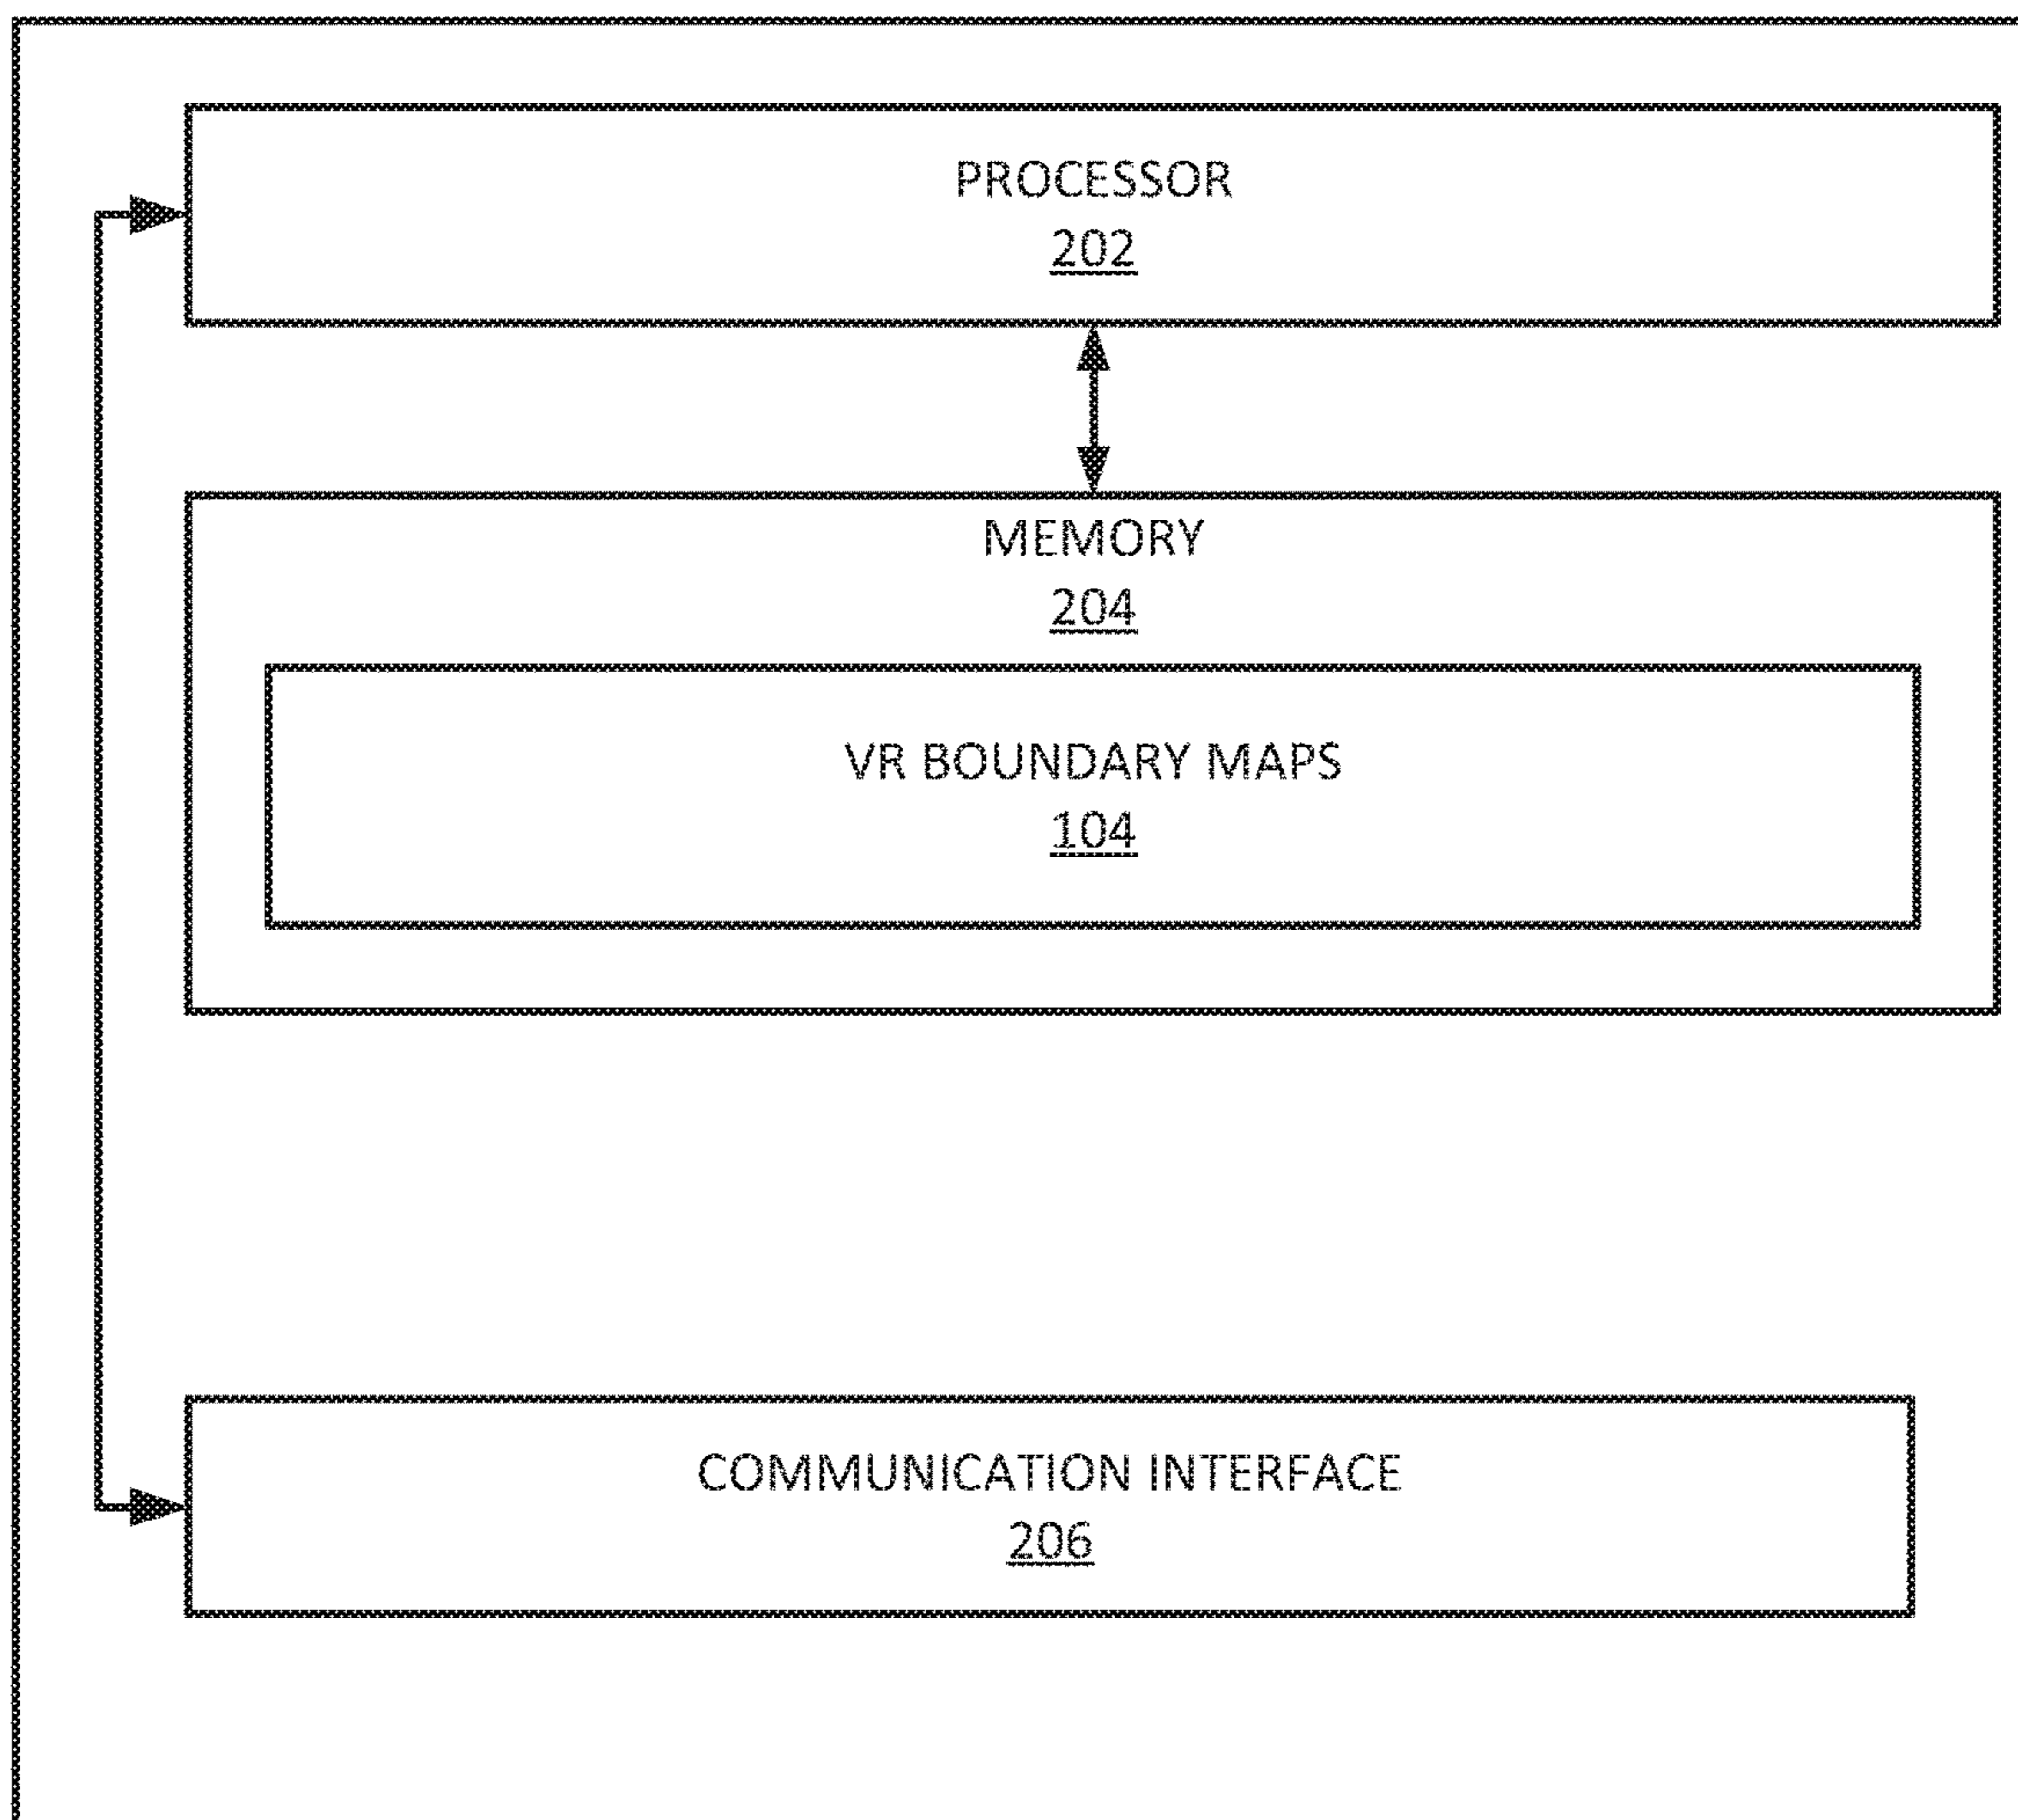 PROCESSOR
202
MEMORY
204
VR BOUNDARY MAPS
104
COMMUNICATION INTERFACE
206